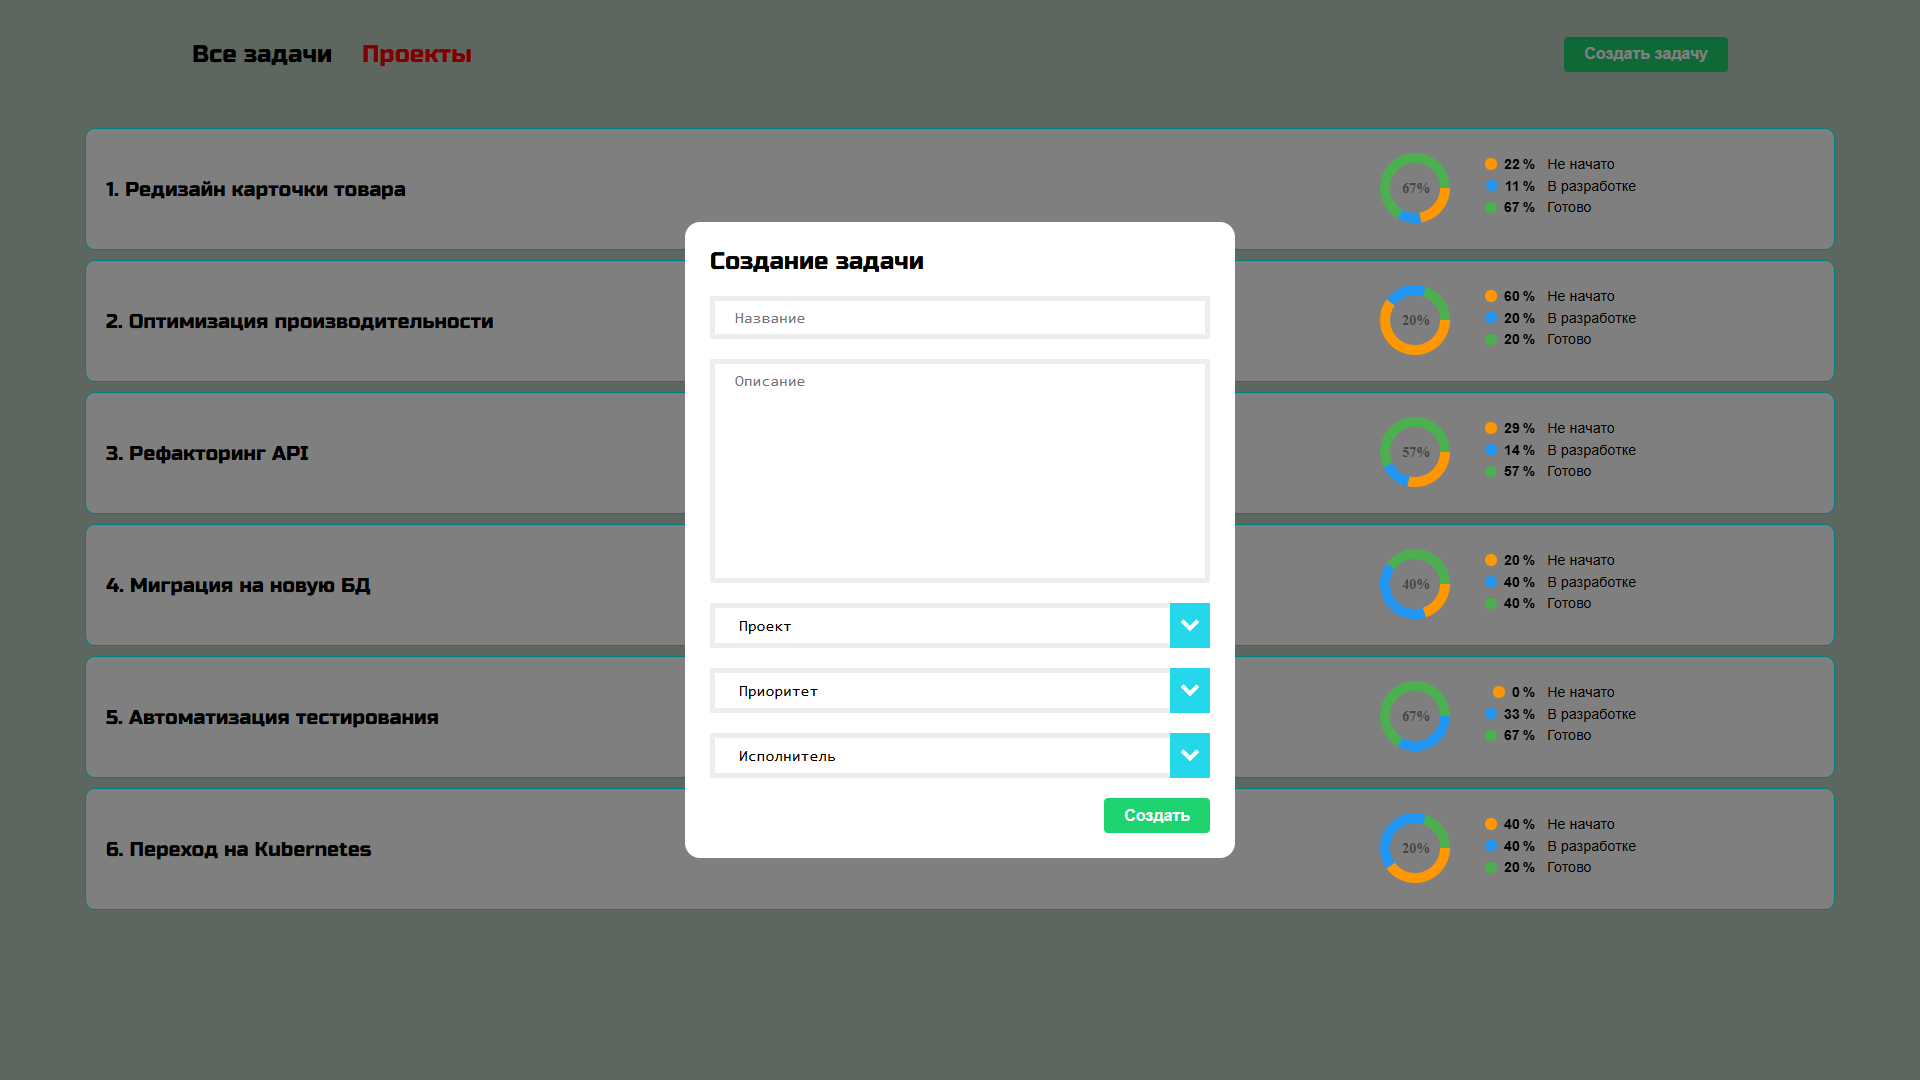 Все задачи Проекты Создать задачу
1. Редизайн карточки товара
67%
22 % Не начато
11 % В разработке
67 % Готово
2. Оптимизация производительности
20%
60 % Не начато
20 % В разработке
20 % Готово
3. Рефакторинг API
57%
29 % Не начато
14 % В разработке
57 % Готово
4. Миграция на новую БД
40%
20 % Не начато
40 % В разработке
40 % Готово
5. Автоматизация тестирования
67%
0 % Не начато
33 % В разработке
67 % Готово
6. Переход на Kubernetes
20%
40 % Не начато
40 % В разработке
20 % Готово
Создание задачи
Название
Описание
Проект
Приоритет
Исполнитель
Создать